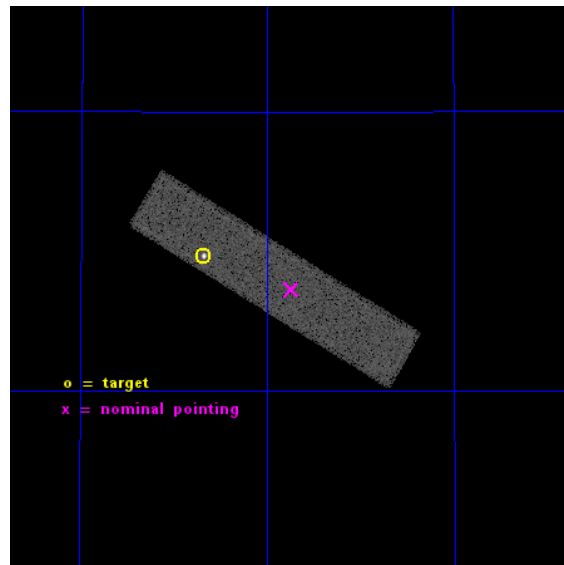 o = target
x = nominal pointing